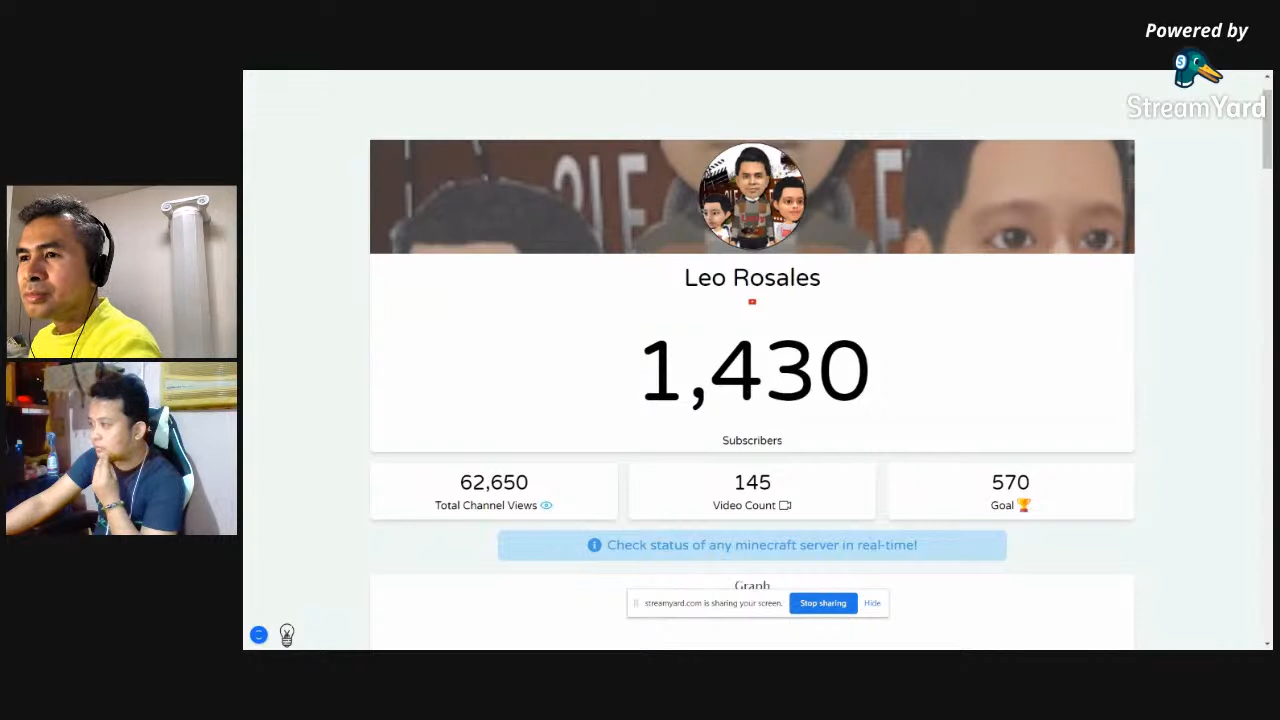 Powered by
StreamYard
Leo Rosales
1,430
Subscribers
62,650
Total Channel Views
145
Video Count
570
Goal
Check status of any minecraft server in real-time!
Graph
streamyard.com is sharing your screen.
Stop sharing
Hide